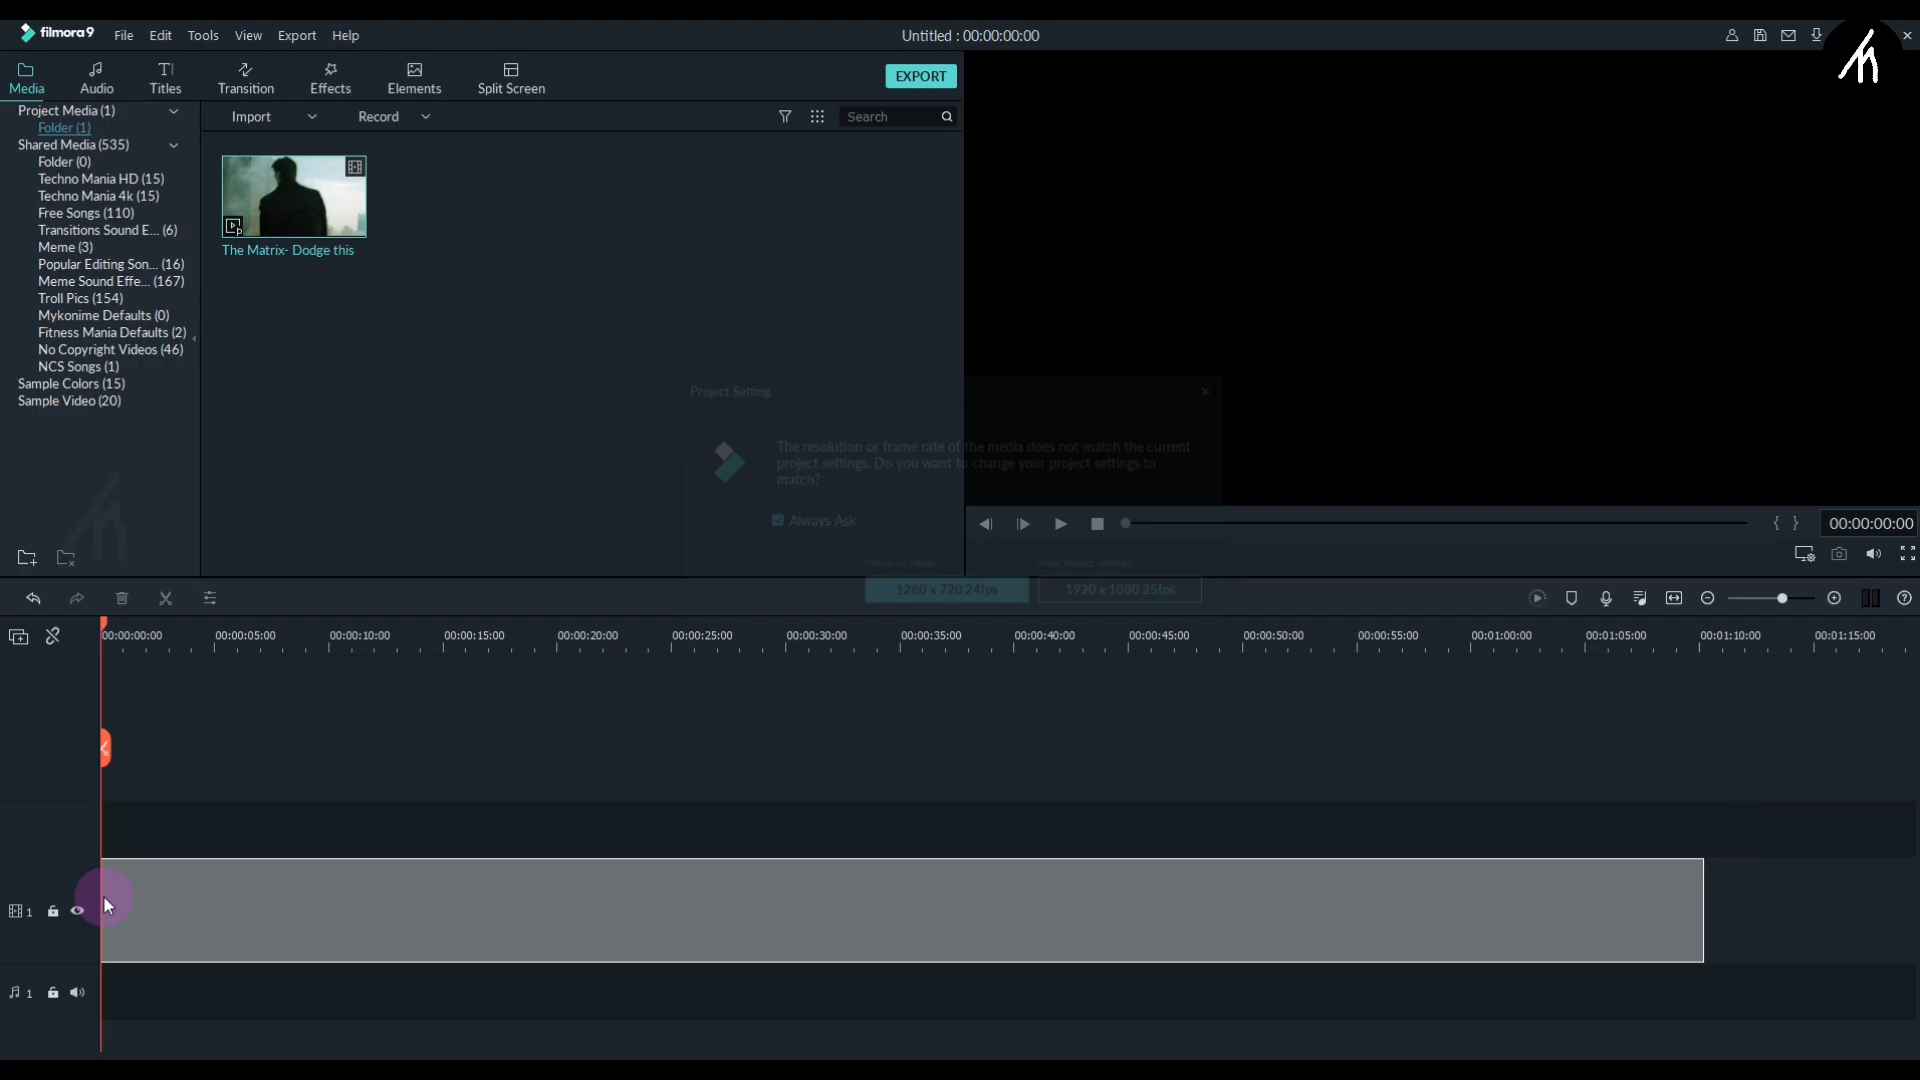 filmora9 File Edit Tools View Export Help
Untitled : 00:00:00:00
Media Audio Titles Transition Effects Elements Split Screen
EXPORT
Project Media (1)
Folder (1)
Shared Media (535)
Folder (0)
Techno Mania HD (15)
Techno Mania 4k (15)
Free Songs (110)
Transitions Sound E... (6)
Meme (3)
Popular Editing Son... (16)
Meme Sound Effe... (167)
Troll Pics (154)
Mykonime Defaults (0)
Fitness Mania Defaults (2)
No Copyright Videos (46)
NCS Songs (1)
Sample Colors (15)
Sample Video (20)
Import Record Search
The Matrix- Dodge this
Project Setting
The resolution or frame rate of the media does not match the current
project settings. Do you want to change your project settings to
match?
Always Ask
Match to Media Keep Project Settings
1280 x 720 24fps 1920 x 1080 25fps
{ } 00:00:00:00
00:00:00:00 00:00:05:00 00:00:10:00 00:00:15:00 00:00:20:00 00:00:25:00 00:00:30:00 00:00:35:00 00:00:40:00 00:00:45:00 00:00:50:00 00:00:55:00 00:01:00:00 00:01:05:00 00:01:10:00 00:01:15:00
1
1